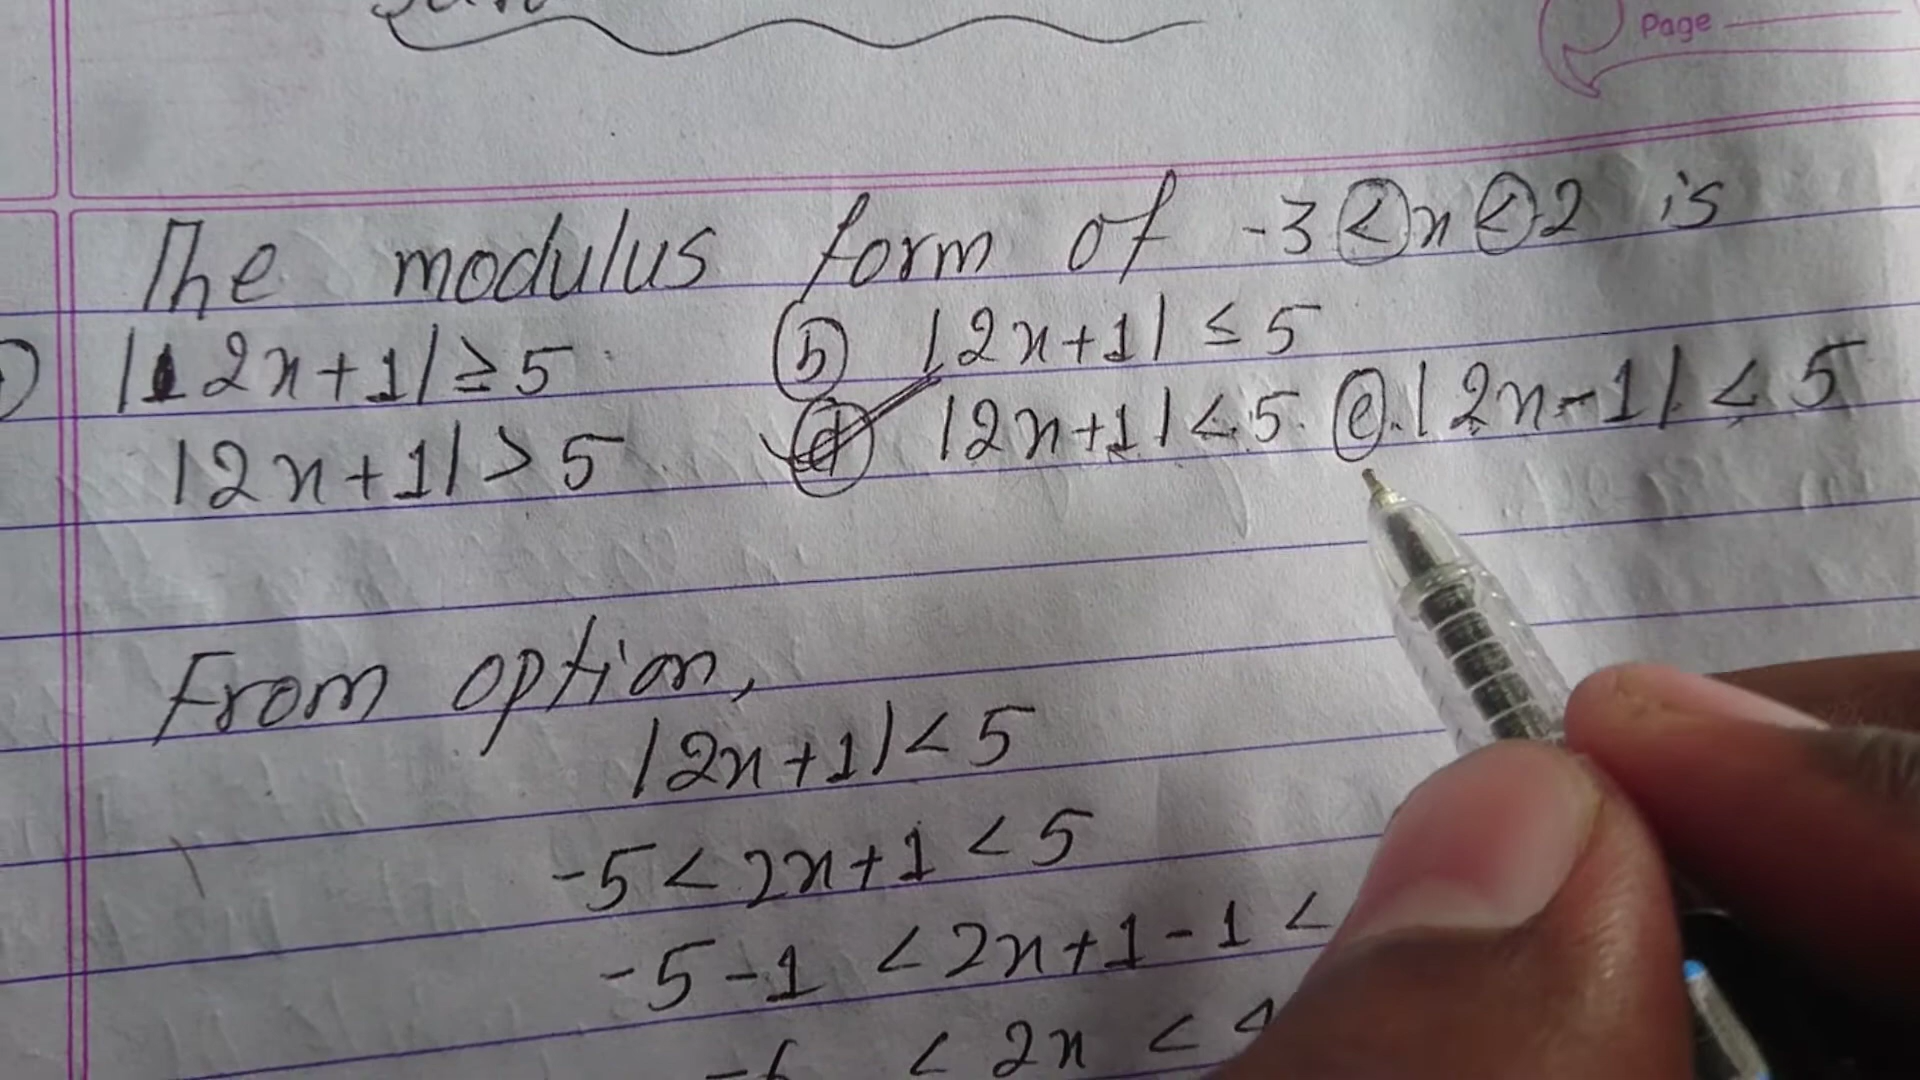 Page
The modulus form of -3 < x < 2 is
|2x+1| ≥ 5 (b) |2x+1| ≤ 5
|2x+1| > 5 (d) |2x+1| < 5. (e) |2x-1| < 5
From option,
|2x+1| < 5
-5 < 2x+1 < 5
-5-1 < 2x+1-1 <
-6 < 2x < 4